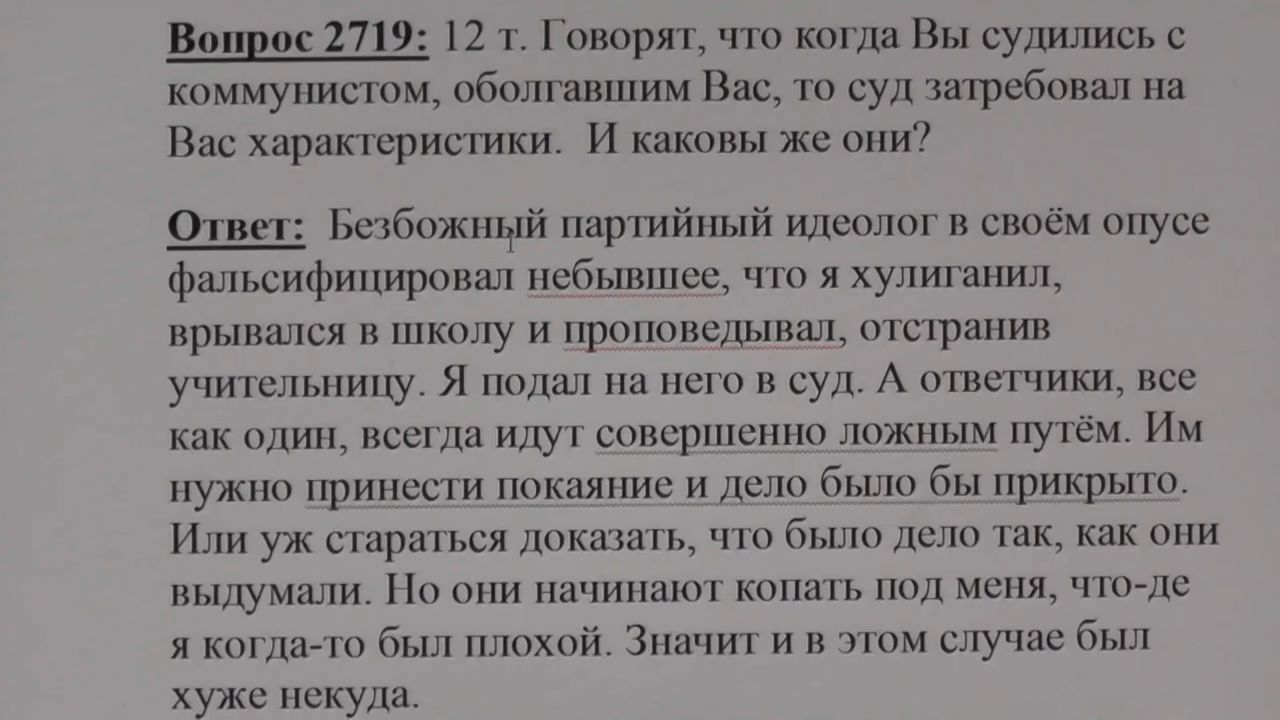 Вопрос 2719: 12 т. Говорят, что когда Вы судились с
коммунистом, оболгавшим Вас, то суд затребовал на
Вас характеристики. И каковы же они?
Ответ: Безбожный партийный идеолог в своём опусе
фальсифицировал небывшее, что я хулиганил,
врывался в школу и проповедывал, отстранив
учительницу. Я подал на него в суд. А ответчики, все
как один, всегда идут совершенно ложным путём. Им
нужно принести покаяние и дело было бы прикрыто.
Или уж стараться доказать, что было дело так, как они
выдумали. Но они начинают копать под меня, что-де
я когда-то был плохой. Значит и в этом случае был
хуже некуда.